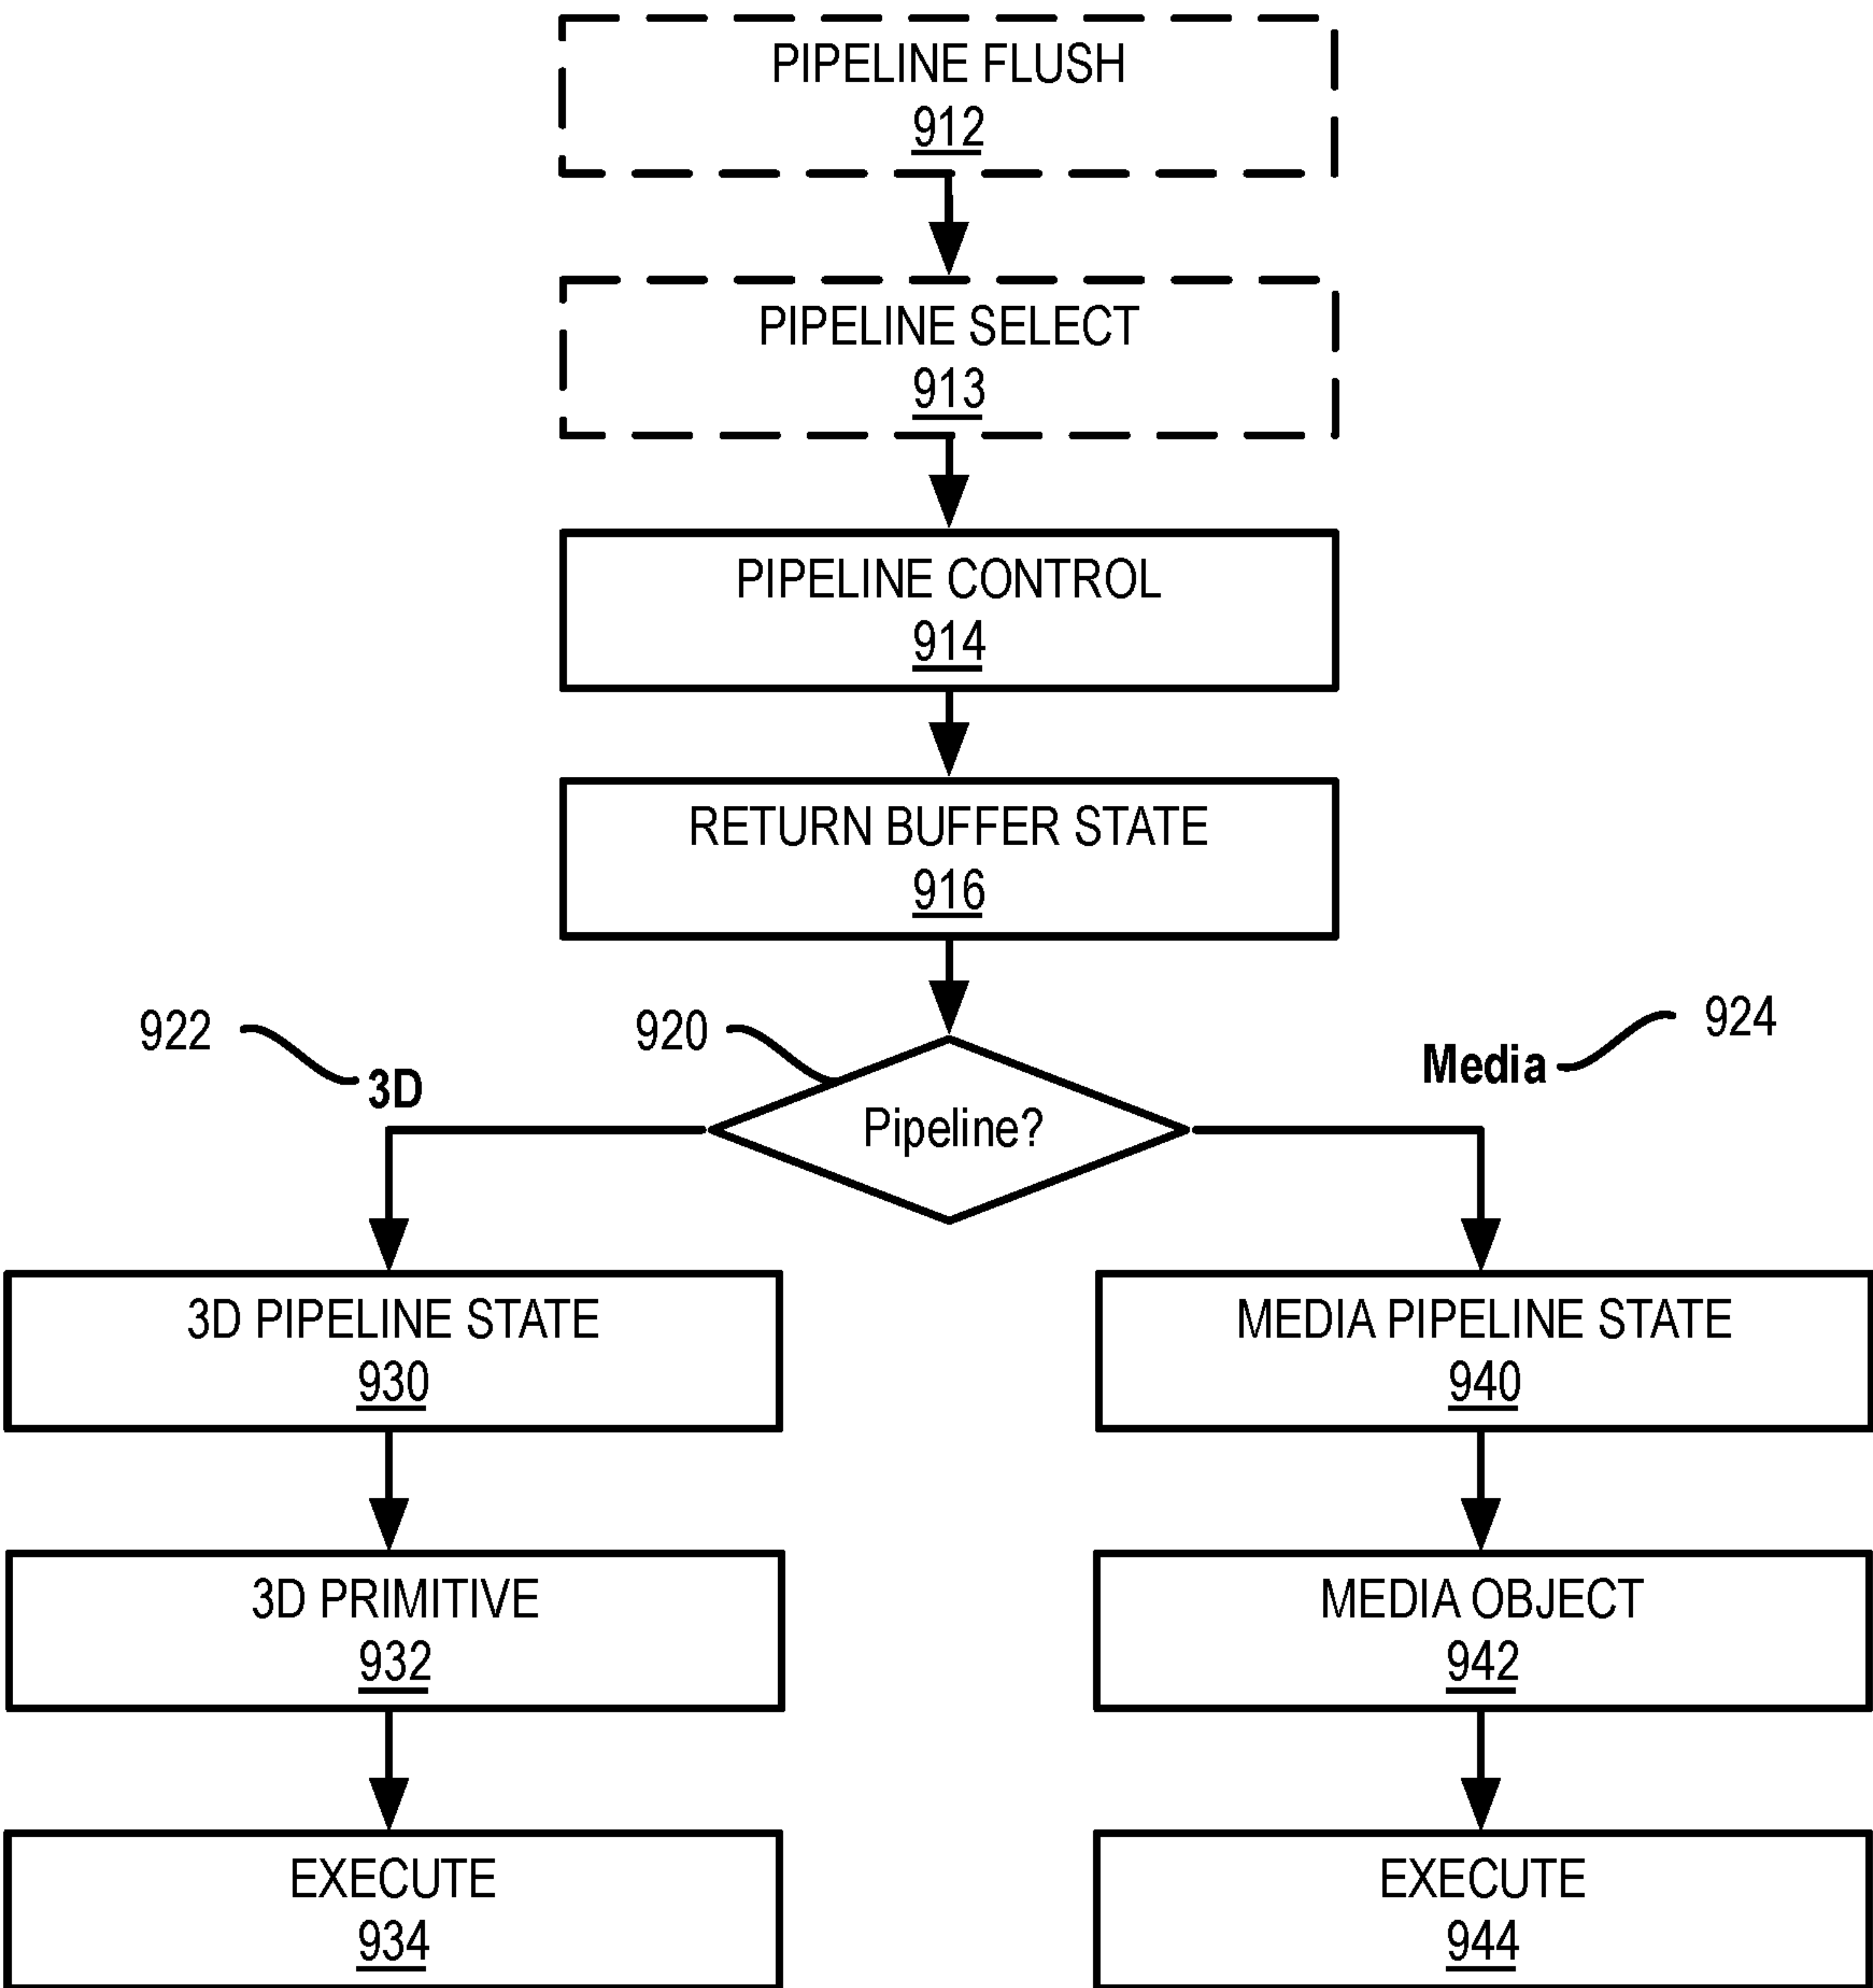 PIPELINE FLUSH
912
PIPELINE SELECT
913
PIPELINE CONTROL
914
RETURN BUFFER STATE
916
922
920
924
3D
Media
Pipeline?
3D PIPELINE STATE
930
MEDIA PIPELINE STATE
940
3D PRIMITIVE
932
MEDIA OBJECT
942
EXECUTE
934
EXECUTE
944